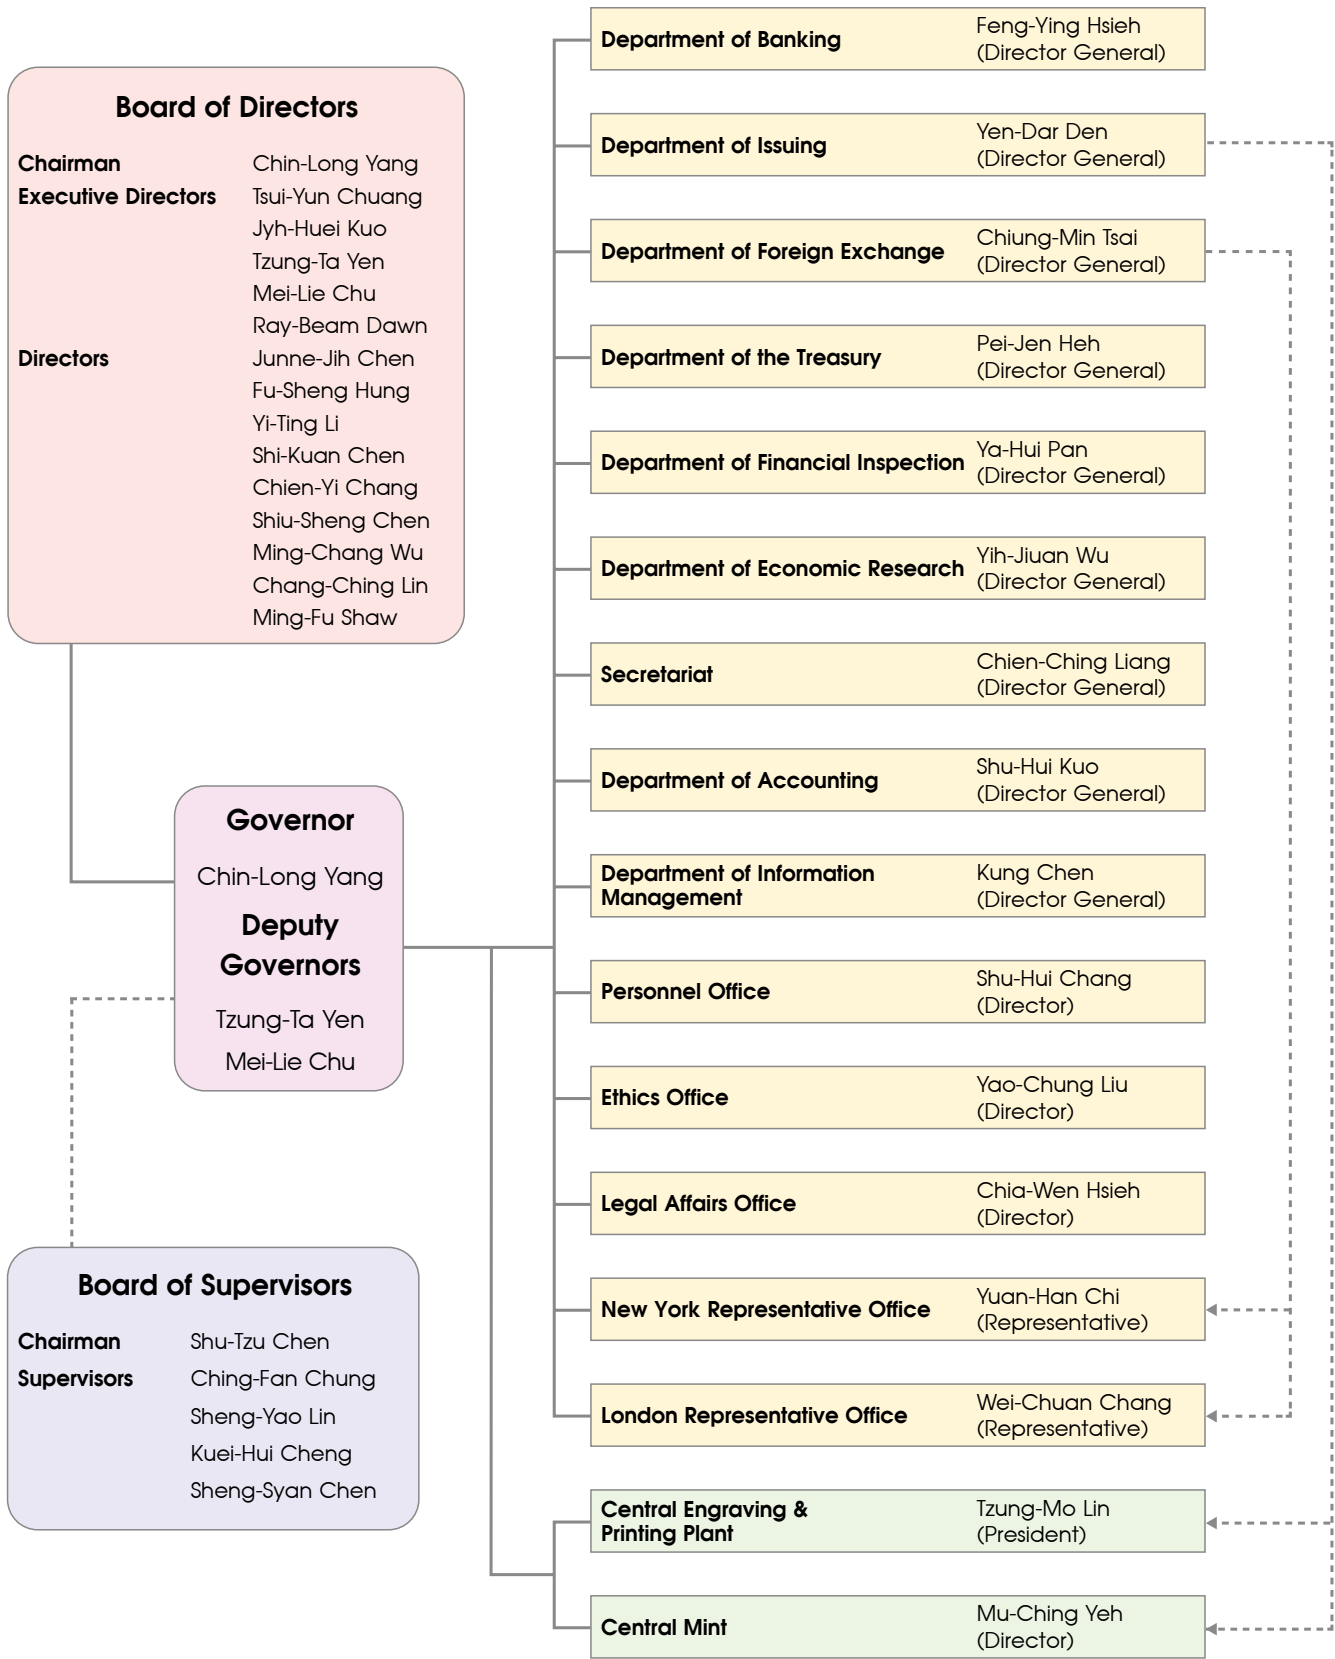 Board of Directors
Chairman Chin-Long Yang
Executive Directors Tsui-Yun Chuang
Jyh-Huei Kuo
Tzung-Ta Yen
Mei-Lie Chu
Ray-Beam Dawn
Directors Junne-Jih Chen
Fu-Sheng Hung
Yi-Ting Li
Shi-Kuan Chen
Chien-Yi Chang
Shiu-Sheng Chen
Ming-Chang Wu
Chang-Ching Lin
Ming-Fu Shaw
Governor
Chin-Long Yang
Deputy
Governors
Tzung-Ta Yen
Mei-Lie Chu
Board of Supervisors
Chairman Shu-Tzu Chen
Supervisors Ching-Fan Chung
Sheng-Yao Lin
Kuei-Hui Cheng
Sheng-Syan Chen
Department of Banking
Feng-Ying Hsieh
(Director General)
Department of Issuing
Yen-Dar Den
(Director General)
Department of Foreign Exchange
Chiung-Min Tsai
(Director General)
Department of the Treasury
Pei-Jen Heh
(Director General)
Department of Financial Inspection
Ya-Hui Pan
(Director General)
Department of Economic Research
Yih-Jiuan Wu
(Director General)
Secretariat
Chien-Ching Liang
(Director General)
Department of Accounting
Shu-Hui Kuo
(Director General)
Department of Information
Management
Kung Chen
(Director General)
Personnel Office
Shu-Hui Chang
(Director)
Ethics Office
Yao-Chung Liu
(Director)
Legal Affairs Office
Chia-Wen Hsieh
(Director)
New York Representative Office
Yuan-Han Chi
(Representative)
London Representative Office
Wei-Chuan Chang
(Representative)
Central Engraving &
Printing Plant
Tzung-Mo Lin
(President)
Central Mint
Mu-Ching Yeh
(Director)